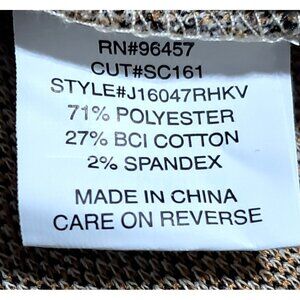 RN#96457
CUT#SC161
STYLE#J16047RHKV
71% POLYESTER
27% BCI COTTON
2% SPANDEX
MADE IN CHINA
CARE ON REVERSE